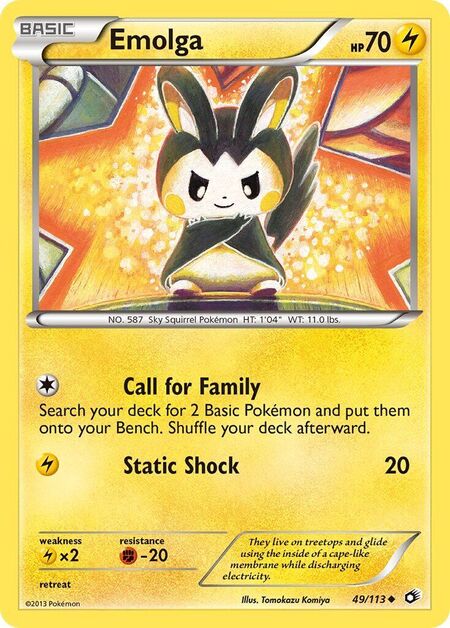 BASIC
Emolga
HP70
NO. 587 Sky Squirrel Pokémon HT: 1'04" WT: 11.0 lbs.
Call for Family
Search your deck for 2 Basic Pokémon and put them
onto your Bench. Shuffle your deck afterward.
Static Shock 20
weakness
×2
resistance
-20
retreat
They live on treetops and glide
using the inside of a cape-like
membrane while discharging
electricity.
©2013 Pokémon
Illus. Tomokazu Komiya
49/113